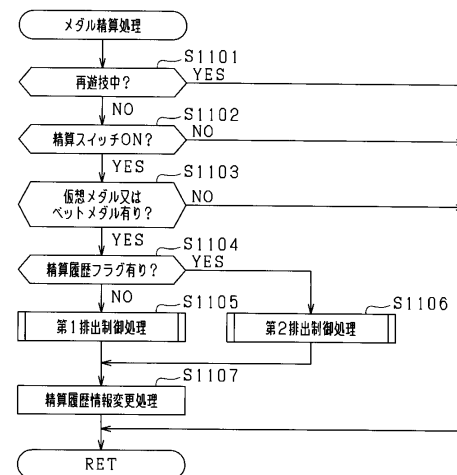 メダル精算処理
S1101
再遊技中?
YES
NO
S1102
精算スイッチON?
NO
YES
S1103
仮想メダル又は
ベットメダル有り?
NO
YES
S1104
精算履歴フラグ有り?
YES
NO
S1105
第1排出制御処理
S1106
第2排出制御処理
S1107
精算履歴情報変更処理
RET